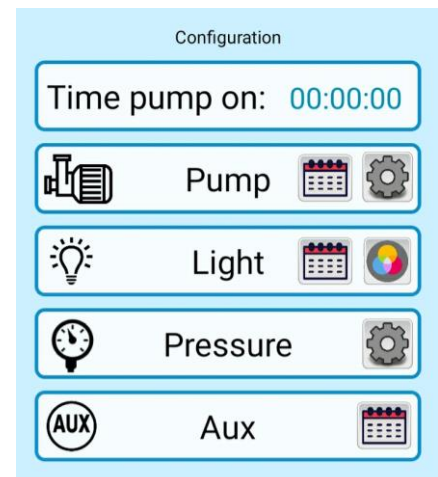 Configuration
Time pump on: 00:00:00
Pump
Light
Pressure
AUX Aux